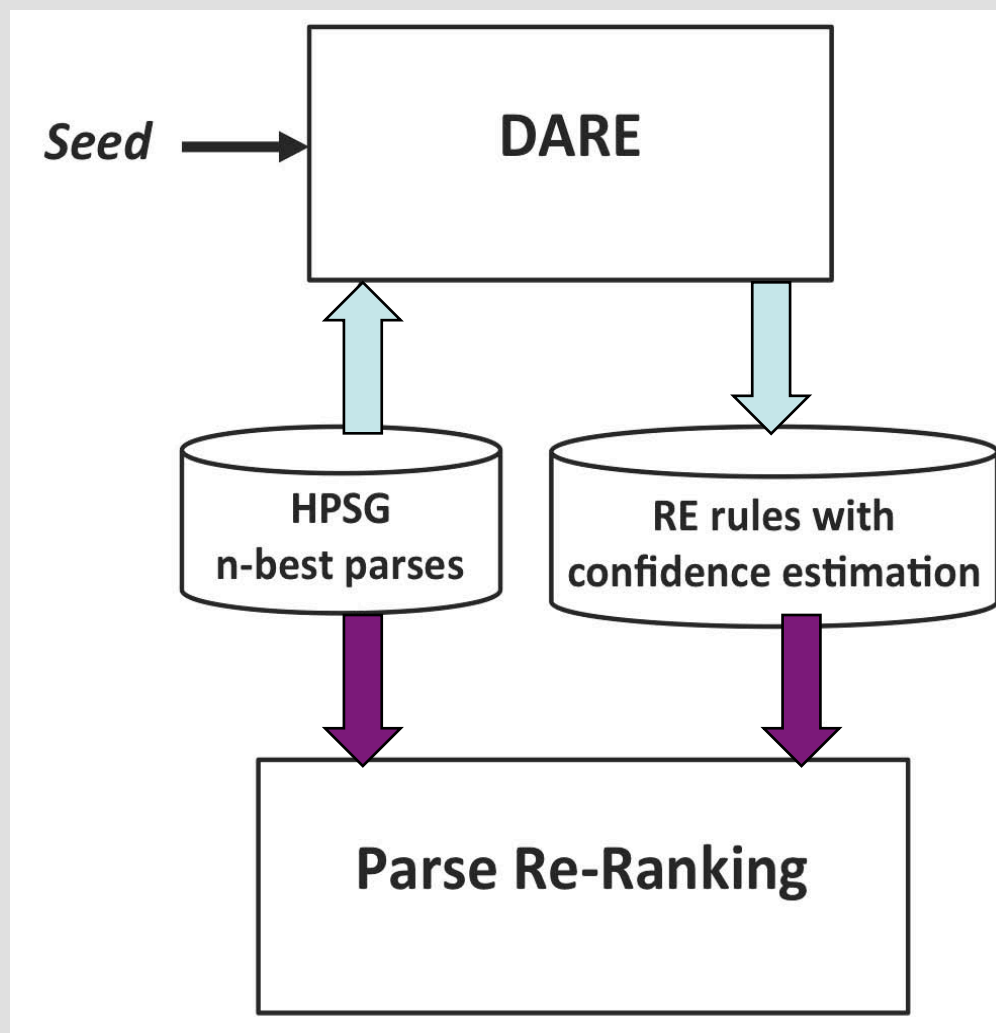 DARE
Seed
HPSG
n-best parses
RE rules with
confidence estimation
Parse Re-Ranking